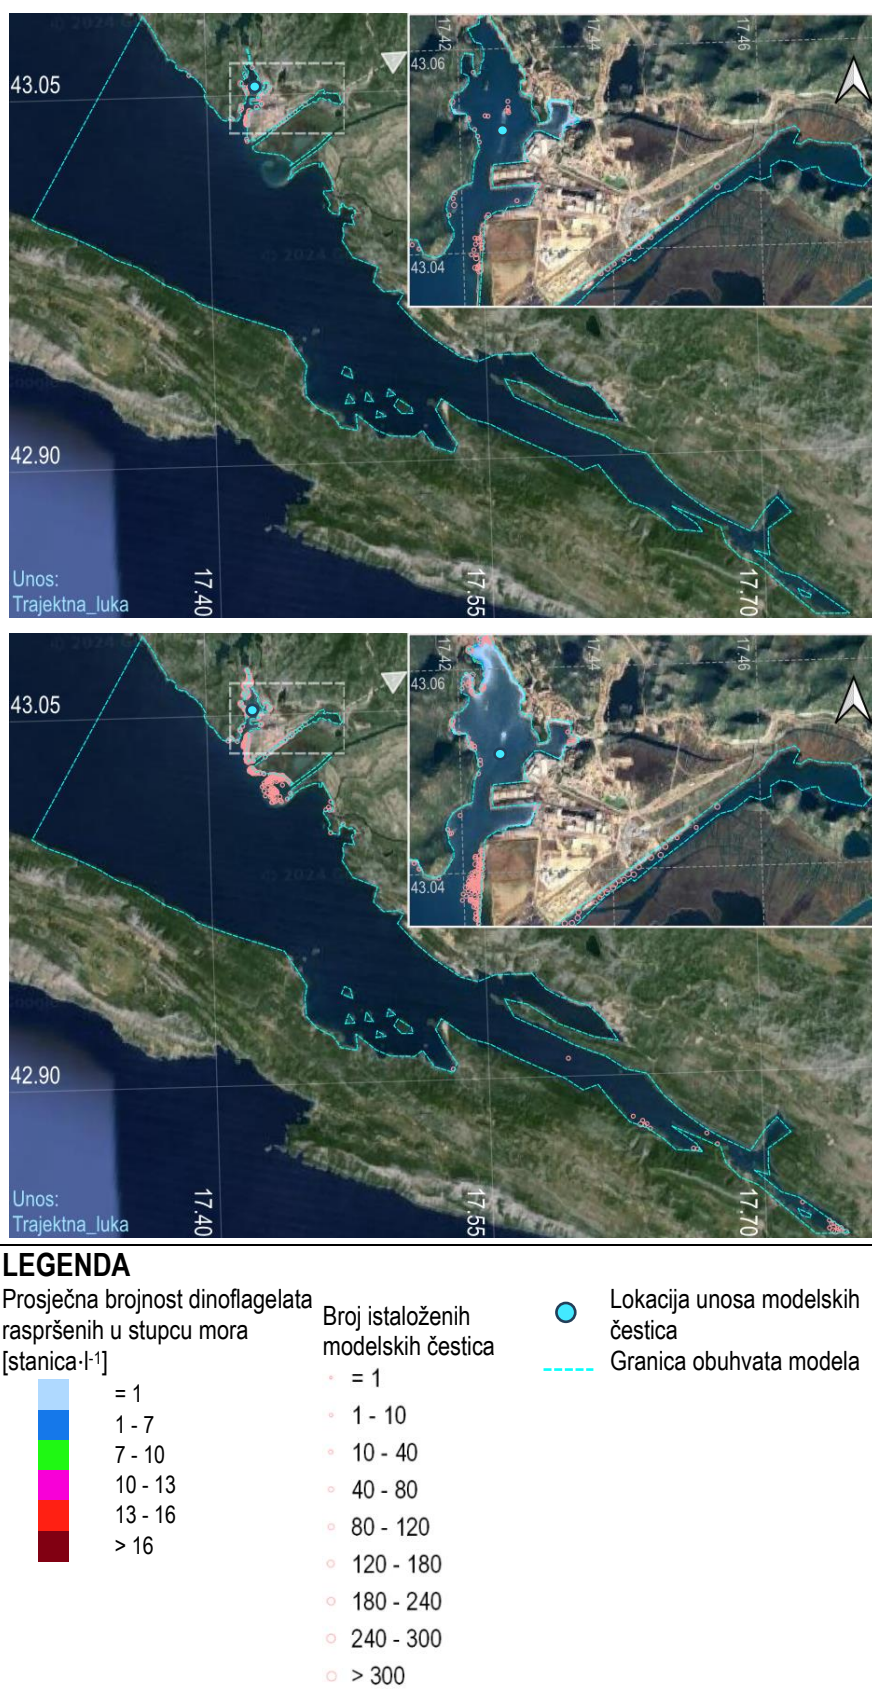 © 2024 G
17.42
17.44
17.46
43.06
43.05
43.04
© 2024 G
42.90
17.40
17.55
17.70
Unos:
Trajektna_luka
© 2024 G
17.42
17.44
17.46
43.06
43.05
43.04
© 2024 G
42.90
17.40
17.55
17.70
Unos:
Trajektna_luka
LEGENDA
Prosječna brojnost dinoflagelata
raspršenih u stupcu mora
[stanica·l-1]
= 1
1 - 7
7 - 10
10 - 13
13 - 16
> 16
Broj istaloženih
modelskih čestica
= 1
1 - 10
10 - 40
40 - 80
80 - 120
120 - 180
180 - 240
240 - 300
> 300
Lokacija unosa modelskih
čestica
Granica obuhvata modela